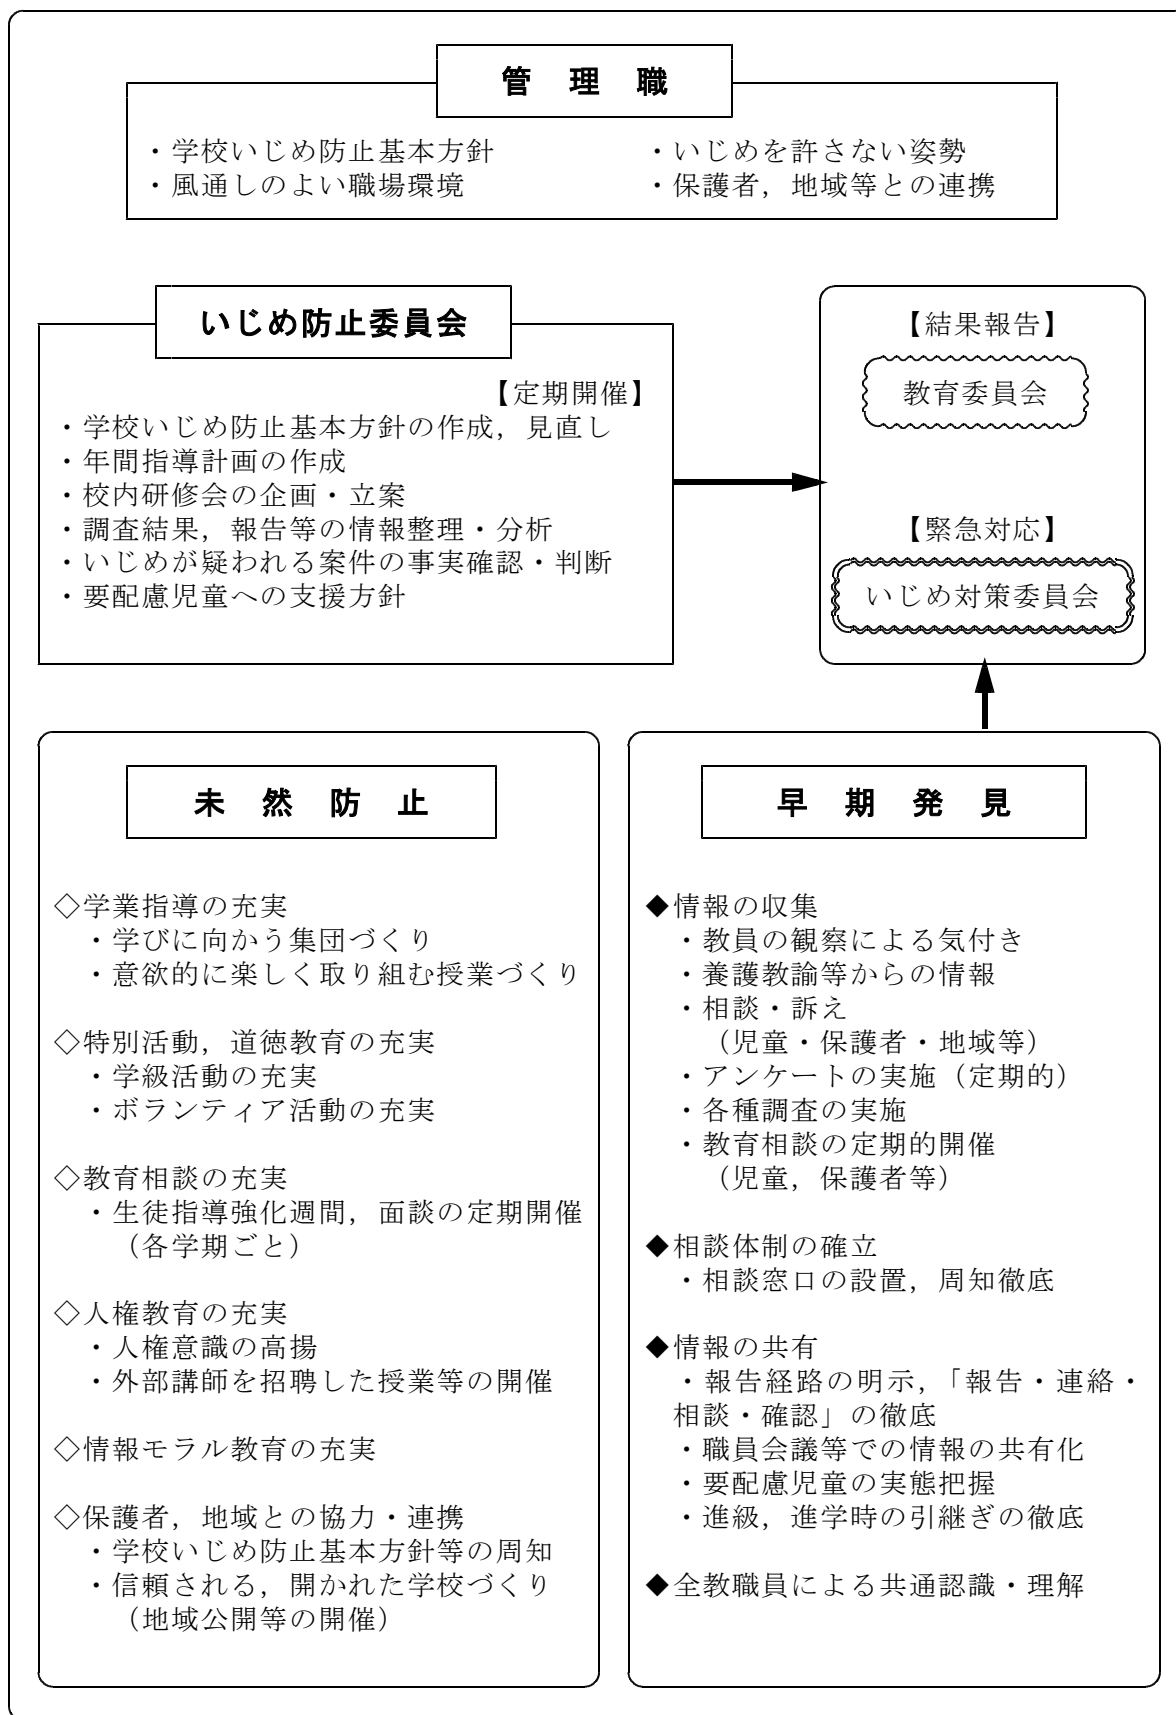 管　理　職
・学校いじめ防止基本方針　　　　　・いじめを許さない姿勢
・風通しのよい職場環境　　　　　　・保護者，地域等との連携
いじめ防止委員会
【定期開催】
・学校いじめ防止基本方針の作成，見直し
・年間指導計画の作成
・校内研修会の企画・立案
・調査結果，報告等の情報整理・分析
・いじめが疑われる案件の事実確認・判断
・要配慮児童への支援方針
【結果報告】
教育委員会
【緊急対応】
いじめ対策委員会
未　然　防　止
◇学業指導の充実
・学びに向かう集団づくり
・意欲的に楽しく取り組む授業づくり
◇特別活動，道徳教育の充実
・学級活動の充実
・ボランティア活動の充実
◇教育相談の充実
・生徒指導強化週間，面談の定期開催
（各学期ごと）
◇人権教育の充実
・人権意識の高揚
・外部講師を招聘した授業等の開催
◇情報モラル教育の充実
◇保護者，地域との協力・連携
・学校いじめ防止基本方針等の周知
・信頼される，開かれた学校づくり
（地域公開等の開催）
早　期　発　見
◆情報の収集
・教員の観察による気付き
・養護教諭等からの情報
・相談・訴え
（児童・保護者・地域等）
・アンケートの実施（定期的）
・各種調査の実施
・教育相談の定期的開催
（児童，保護者等）
◆相談体制の確立
・相談窓口の設置，周知徹底
◆情報の共有
・報告経路の明示，「報告・連絡・
相談・確認」の徹底
・職員会議等での情報の共有化
・要配慮児童の実態把握
・進級，進学時の引継ぎの徹底
◆全教職員による共通認識・理解